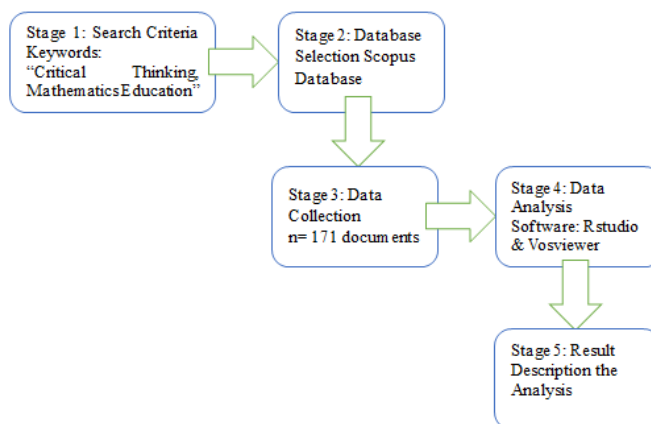 Stage 1: Search Criteria
Keywords:
“Critical Thinking,
Mathematics Education”
Stage 2: Database
Selection Scopus
Database
Stage 3: Data
Collection
n= 171 documents
Stage 4: Data
Analysis
Software: Rstudio
& Vosviewer
Stage 5: Result
Description the
Analysis